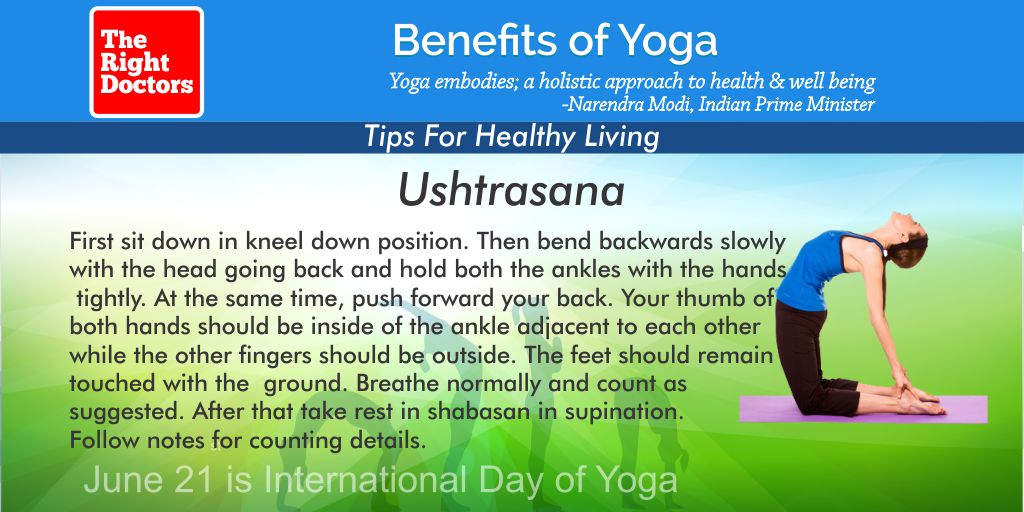 The
Right
Doctors
Benefits of Yoga
Yoga embodies; a holistic approach to health & well being
-Narendra Modi, Indian Prime Minister
Tips For Healthy Living
Ushtrasana
First sit down in kneel down position. Then bend backwards slowly
with the head going back and hold both the ankles with the hands
tightly. At the same time, push forward your back. Your thumb of
both hands should be inside of the ankle adjacent to each other
while the other fingers should be outside. The feet should remain
touched with the  ground. Breathe normally and count as
suggested. After that take rest in shabasan in supination.
Follow notes for counting details.
June 21 is International Day of Yoga